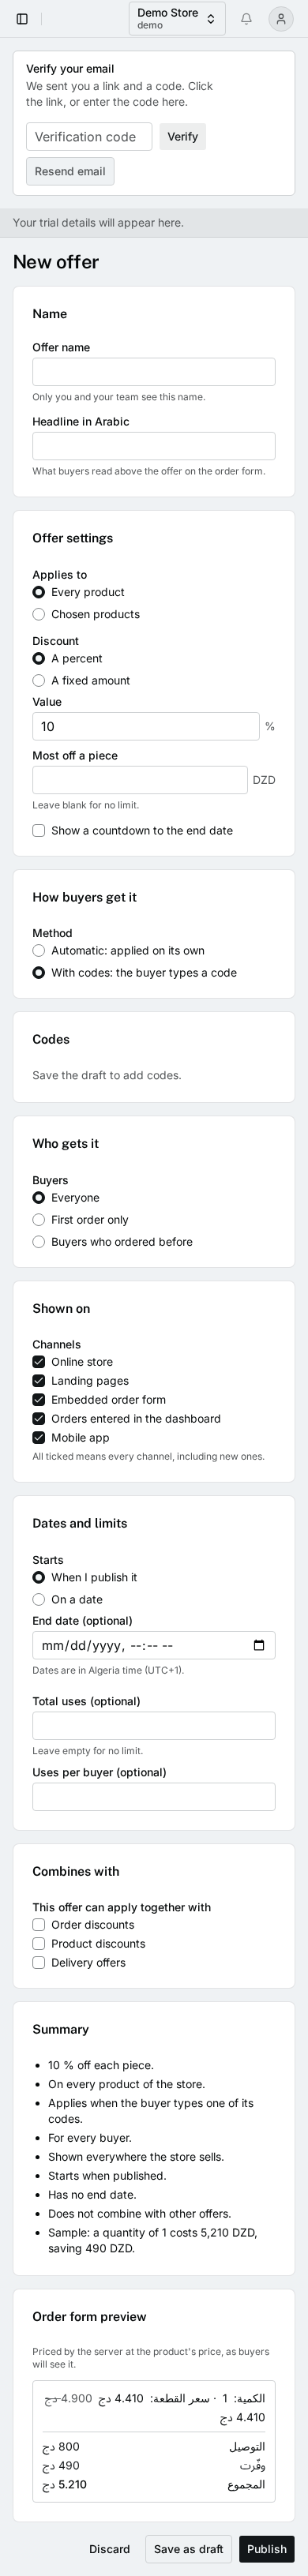 Demo Store
demo
Verify your email
We sent you a link and a code. Click
the link, or enter the code here.
Verification code
Verify
Resend email
Your trial details will appear here.
New offer
Name
Offer name
Only you and your team see this name.
Headline in Arabic
What buyers read above the offer on the order form.
Offer settings
Applies to
Every product
Chosen products
Discount
A percent
A fixed amount
Value
10 %
Most off a piece
DZD
Leave blank for no limit.
Show a countdown to the end date
How buyers get it
Method
Automatic: applied on its own
With codes: the buyer types a code
Codes
Save the draft to add codes.
Who gets it
Buyers
Everyone
First order only
Buyers who ordered before
Shown on
Channels
Online store
Landing pages
Embedded order form
Orders entered in the dashboard
Mobile app
All ticked means every channel, including new ones.
Dates and limits
Starts
When I publish it
On a date
End date (optional)
mm/dd/yyyy, --:-- --
Dates are in Algeria time (UTC+1).
Total uses (optional)
Leave empty for no limit.
Uses per buyer (optional)
Combines with
This offer can apply together with
Order discounts
Product discounts
Delivery offers
Summary
• 10 % off each piece.
• On every product of the store.
• Applies when the buyer types one of its
codes.
• For every buyer.
• Shown everywhere the store sells.
• Starts when published.
• Has no end date.
• Does not combine with other offers.
• Sample: a quantity of 1 costs 5,210 DZD,
saving 490 DZD.
Order form preview
Priced by the server at the product's price, as buyers
will see it.
الكمية: 1 · سعر القطعة: 4.410 دج 4.900 دج
4.410 دج
التوصيل 800 دج
وفّرت 490 دج
المجموع 5.210 دج
Discard
Save as draft
Publish